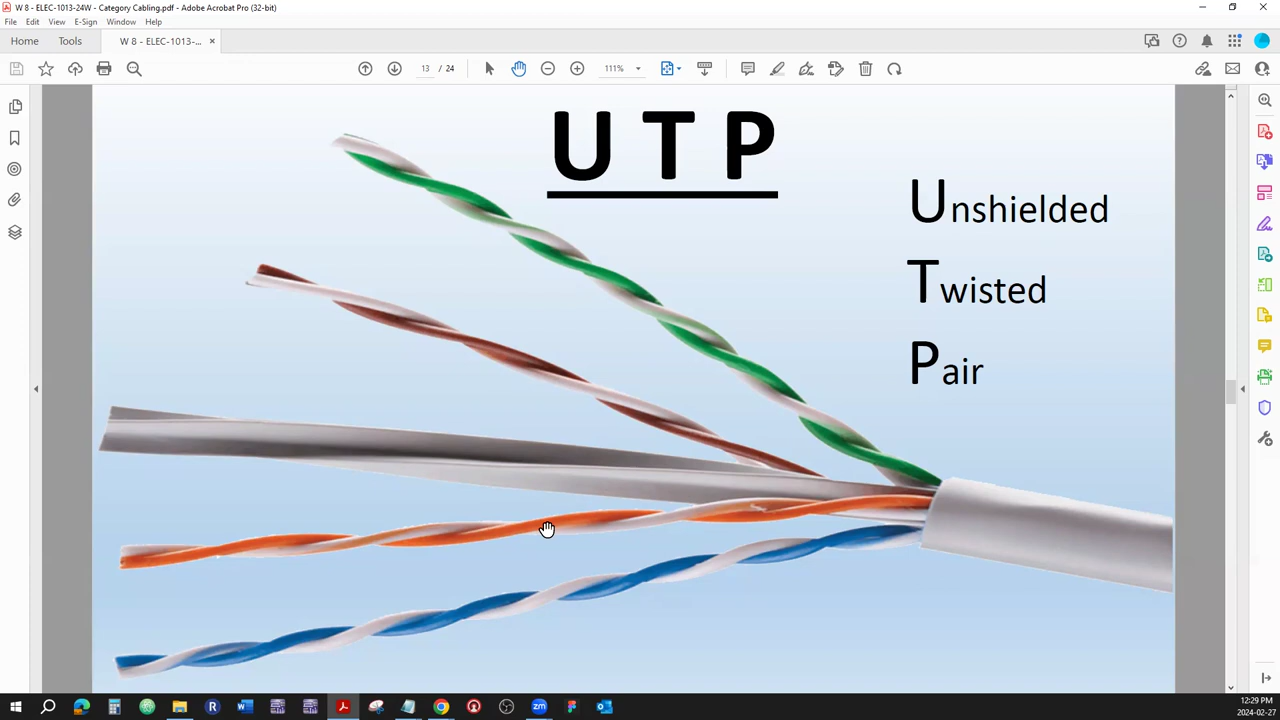 W 8 - ELEC-1013-24W - Category Cabling.pdf - Adobe Acrobat Pro (32-bit)
File Edit View E-Sign Window Help
Home Tools W 8 - ELEC-1013-... ×
13 / 24 111%
U T P
Unshielded
Twisted
Pair
12:29 PM
2024-02-27